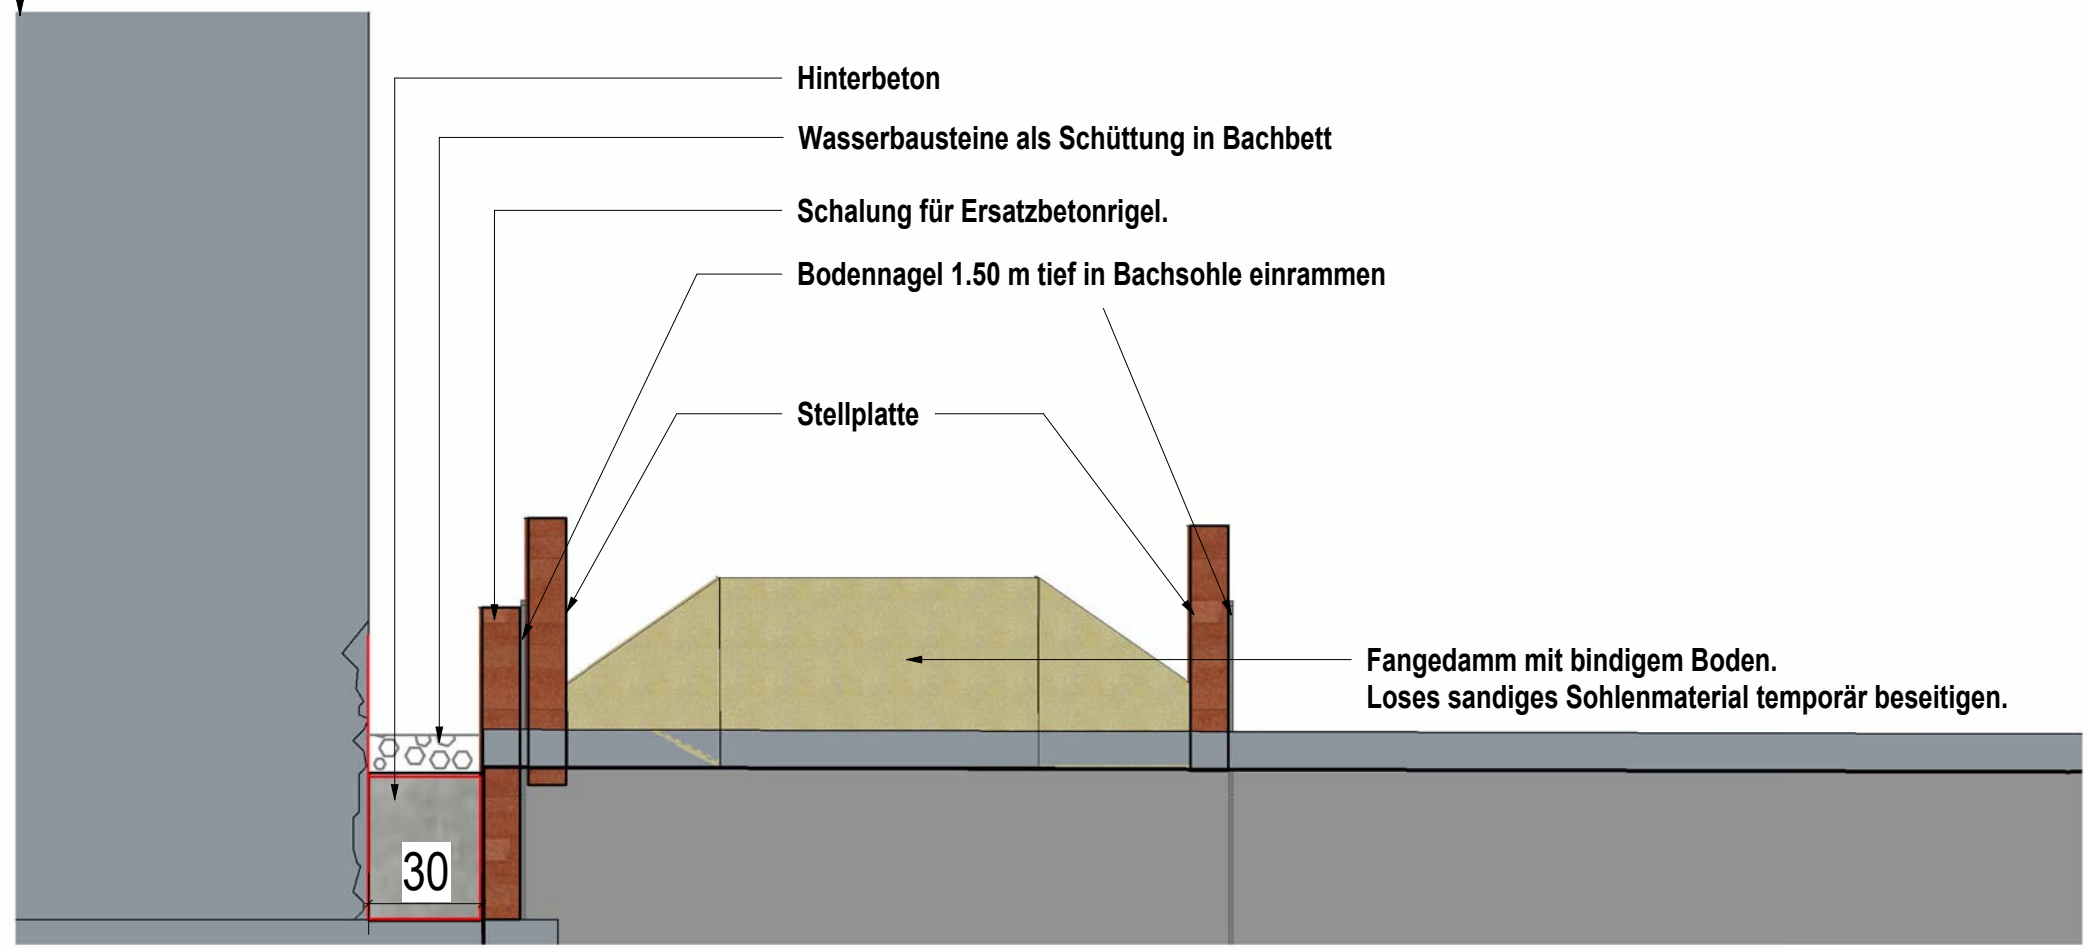 Hinterbeton
Wasserbausteine als Schüttung in Bachbett
Schalung für Ersatzbetonrigel.
Bodennagel 1.50 m tief in Bachsohle einrammen
Stellplatte
Fangedamm mit bindigem Boden.
Loses sandiges Sohlenmaterial temporär beseitigen.
30